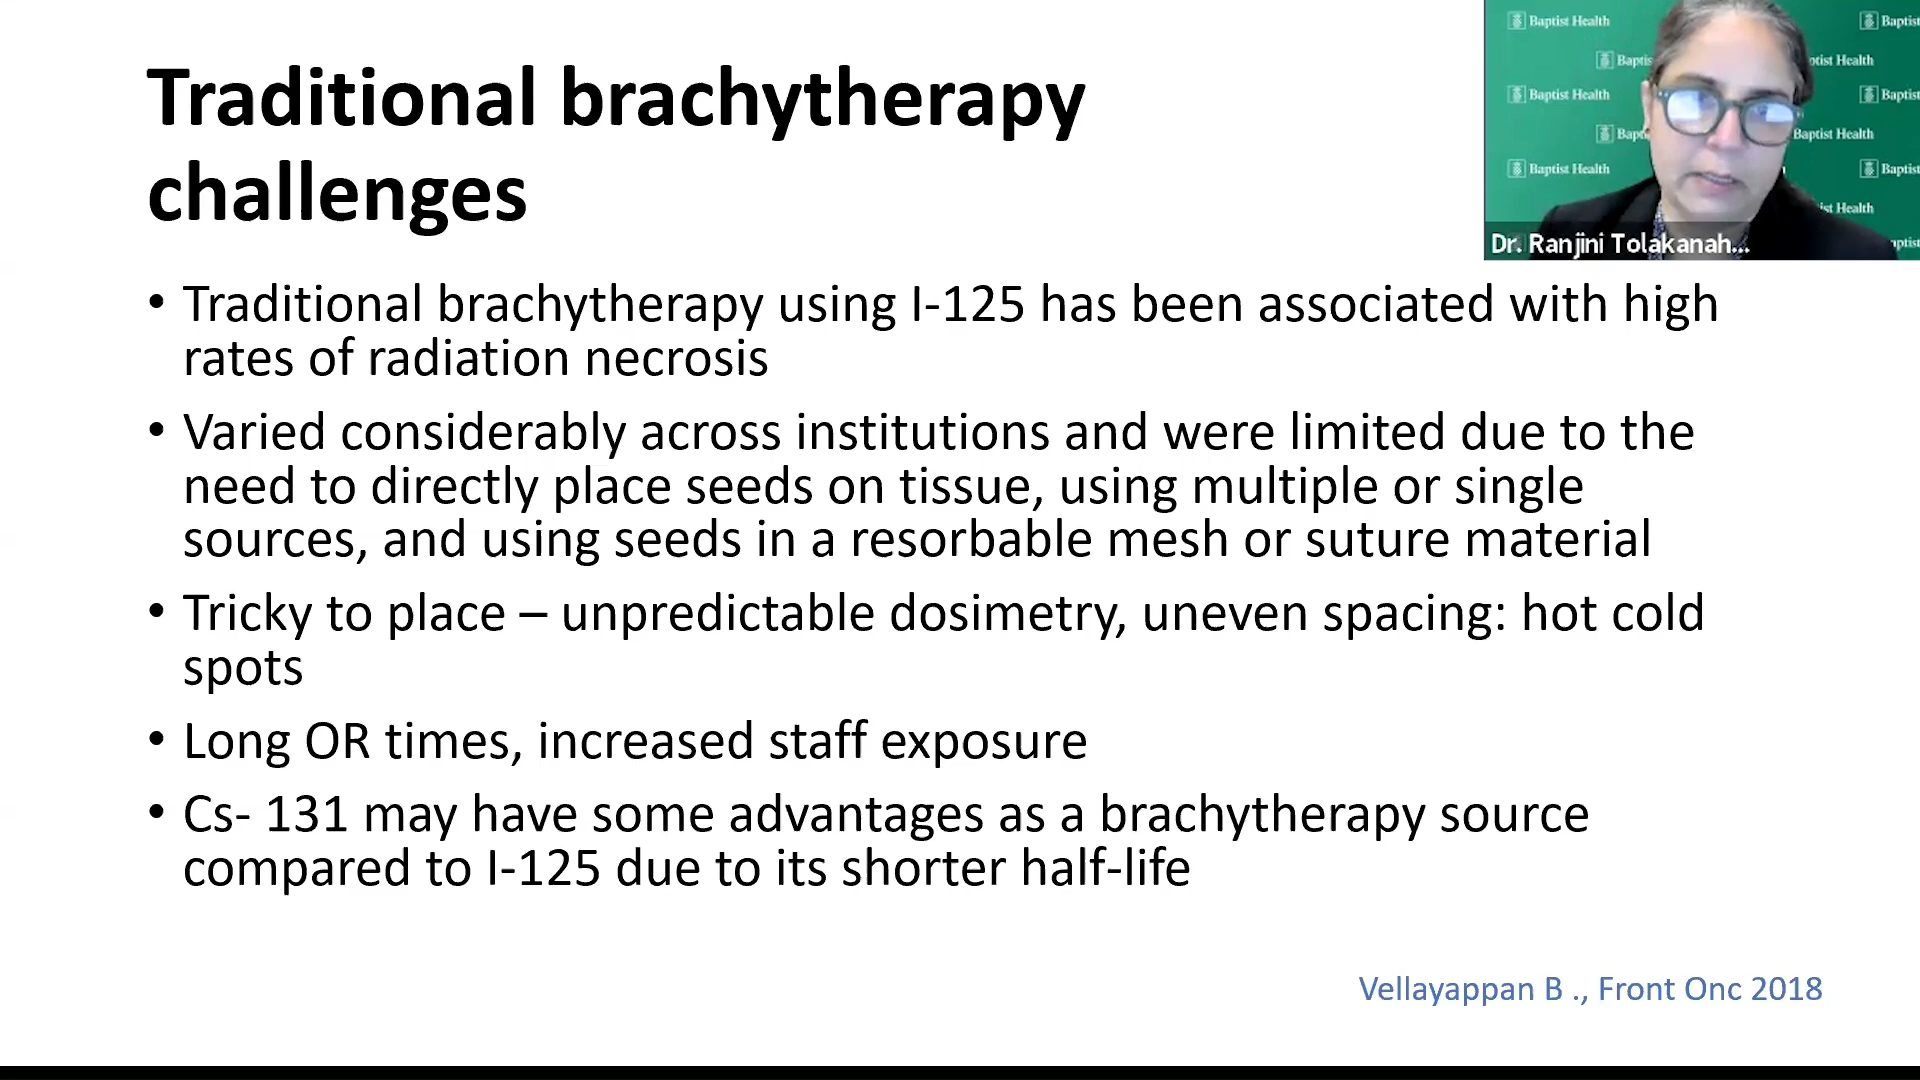 Traditional brachytherapy
challenges
• Traditional brachytherapy using I-125 has been associated with high
rates of radiation necrosis
• Varied considerably across institutions and were limited due to the
need to directly place seeds on tissue, using multiple or single
sources, and using seeds in a resorbable mesh or suture material
• Tricky to place – unpredictable dosimetry, uneven spacing: hot cold
spots
• Long OR times, increased staff exposure
• Cs- 131 may have some advantages as a brachytherapy source
compared to I-125 due to its shorter half-life
Vellayappan B ., Front Onc 2018
Baptist Health Baptist
Baptis otist Health
Baptist Health Baptist
Bapt Baptist Health
Baptist Health Baptist
ist Health
Dr. Ranjini Tolakanah...
aptist